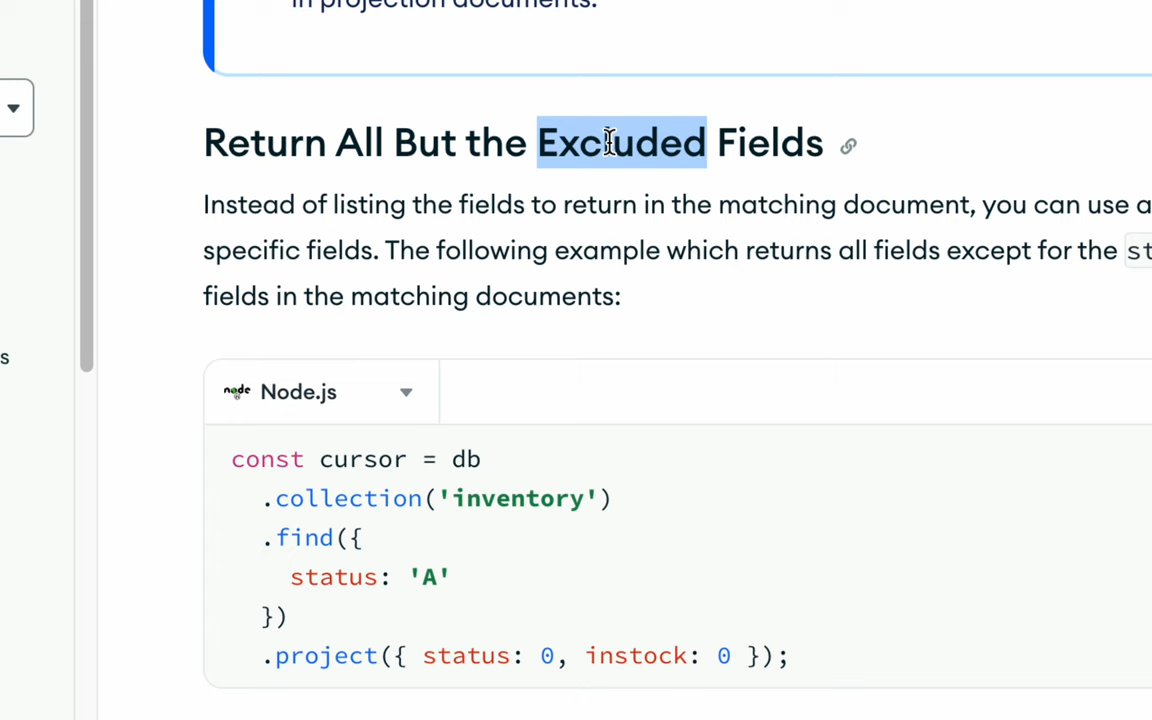 in projection documents.
Return All But the Excluded Fields
Instead of listing the fields to return in the matching document, you can use a
specific fields. The following example which returns all fields except for the st
fields in the matching documents:
s
node Node.js
const cursor = db
.collection('inventory')
.find({
status: 'A'
})
.project({ status: 0, instock: 0 });